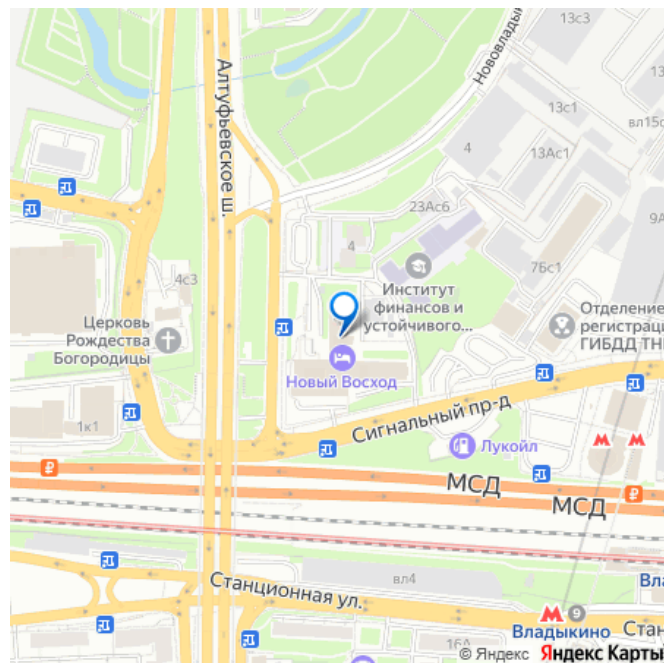 13с3
Нововладык
13с1
вл15с
Алтуфьевское ш.
4
13Ас1
23Ас6
9А
4
7Бс1
4с3
Институт
финансов и
устойчивого...
Отделение
регистрац
ГИБДД ТН
Церковь
Рождества
Богородицы
Новый Восход
1к1
Сигнальный пр-д
Лукойл
М
М
₽
МСД
МСД
₽
вл4
Вла
Станционная ул.
М
9
Владыкино
Стан
16А
© Яндекс Яндекс Карты